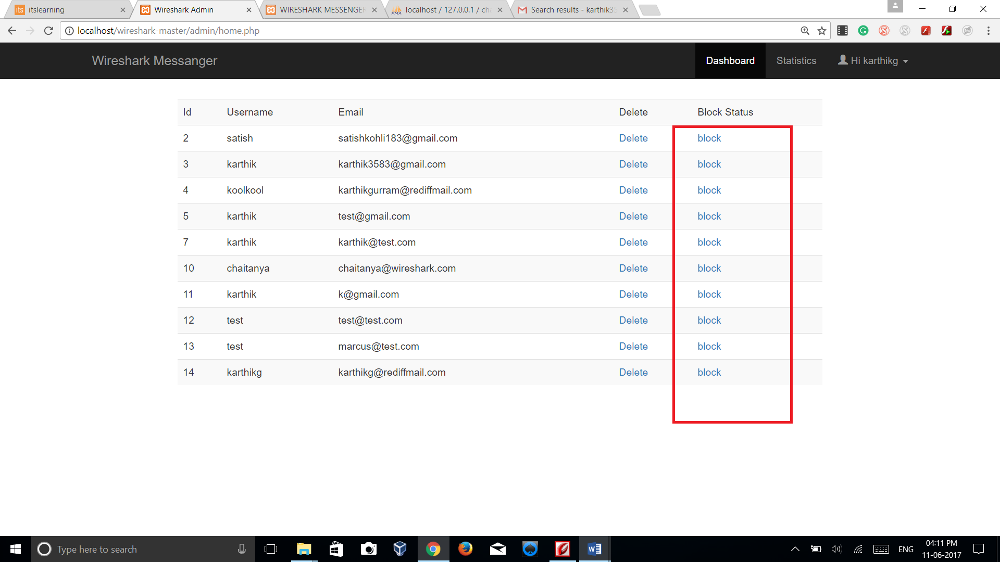 itslearning
Wireshark Admin
WIRESHARK MESSENGER
localhost / 127.0.0.1 / cha
Search results - karthik35
localhost/wireshark-master/admin/home.php
Wireshark Messanger
Dashboard
Statistics
Hi karthikg
Id Username Email Delete Block Status
2 satish satishkohli183@gmail.com Delete block
3 karthik karthik3583@gmail.com Delete block
4 koolkool karthikgurram@rediffmail.com Delete block
5 karthik test@gmail.com Delete block
7 karthik karthik@test.com Delete block
10 chaitanya chaitanya@wireshark.com Delete block
11 karthik k@gmail.com Delete block
12 test test@test.com Delete block
13 test marcus@test.com Delete block
14 karthikg karthikg@rediffmail.com Delete block
Type here to search
ENG
04:11 PM
11-06-2017